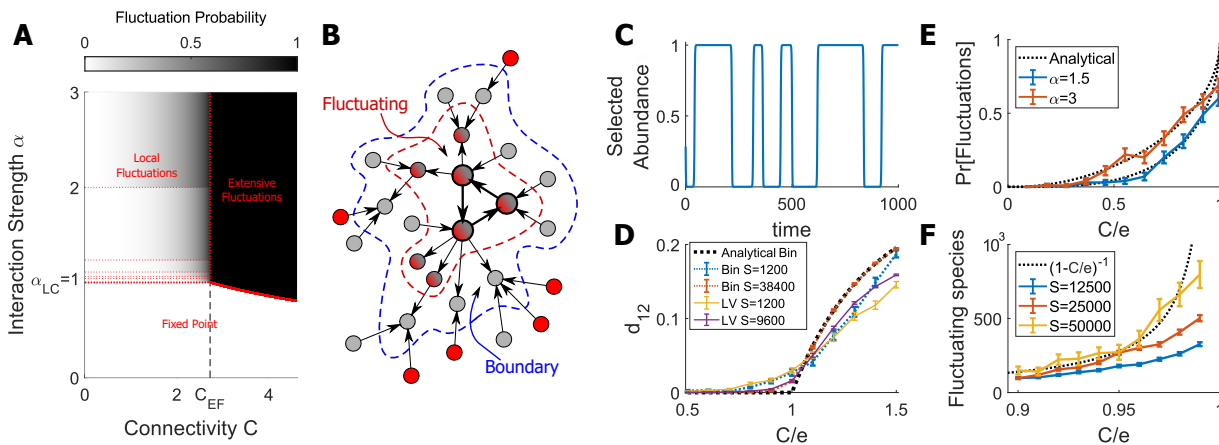 A
Fluctuation Probability
0
0.5
1
3
2
α_LC=1
0
Interaction Strength α
Local
Fluctuations
Extensive
Fluctuations
Fixed Point
0
2
C_EF
4
Connectivity C
B
Fluctuating
Boundary
C
Selected
Abundance
1
0.5
0
0
500
1000
time
D
d_12
0.2
0.1
0
Analytical Bin
Bin S=1200
Bin S=38400
LV S=1200
LV S=9600
0.5
1
1.5
C/e
E
Pr[Fluctuations]
1
0.5
0
Analytical
α=1.5
α=3
0
0.5
1
C/e
F
Fluctuating species
10^3
500
0
(1-C/e)^-1
S=12500
S=25000
S=50000
0.9
0.95
1
C/e